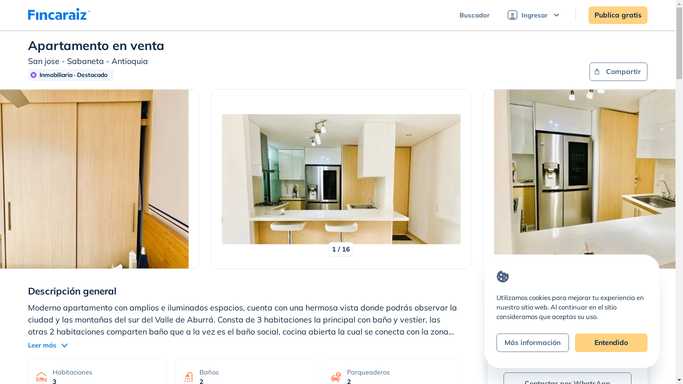 Fincaraiz
Buscador
Ingresar
Publica gratis
Apartamento en venta
San jose - Sabaneta - Antioquia
Inmobiliaria · Destacado
Compartir
1 / 16
Descripción general
Moderno apartamento con amplios e iluminados espacios, cuenta con una hermosa vista donde podrás observar la
ciudad y las montañas del sur del Valle de Aburrá. Consta de 3 habitaciones la principal con baño y vestier, las
otras 2 habitaciones comparten baño que a la vez es el baño social, cocina abierta la cual se conecta con la zona...
Leer más
Habitaciones
3
Baños
2
Parqueaderos
2
Utilizamos cookies para mejorar tu experiencia en
nuestro sitio web. Al continuar en el sitio
consideramos que aceptas su uso.
Más información
Entendido
Contactar por WhatsApp